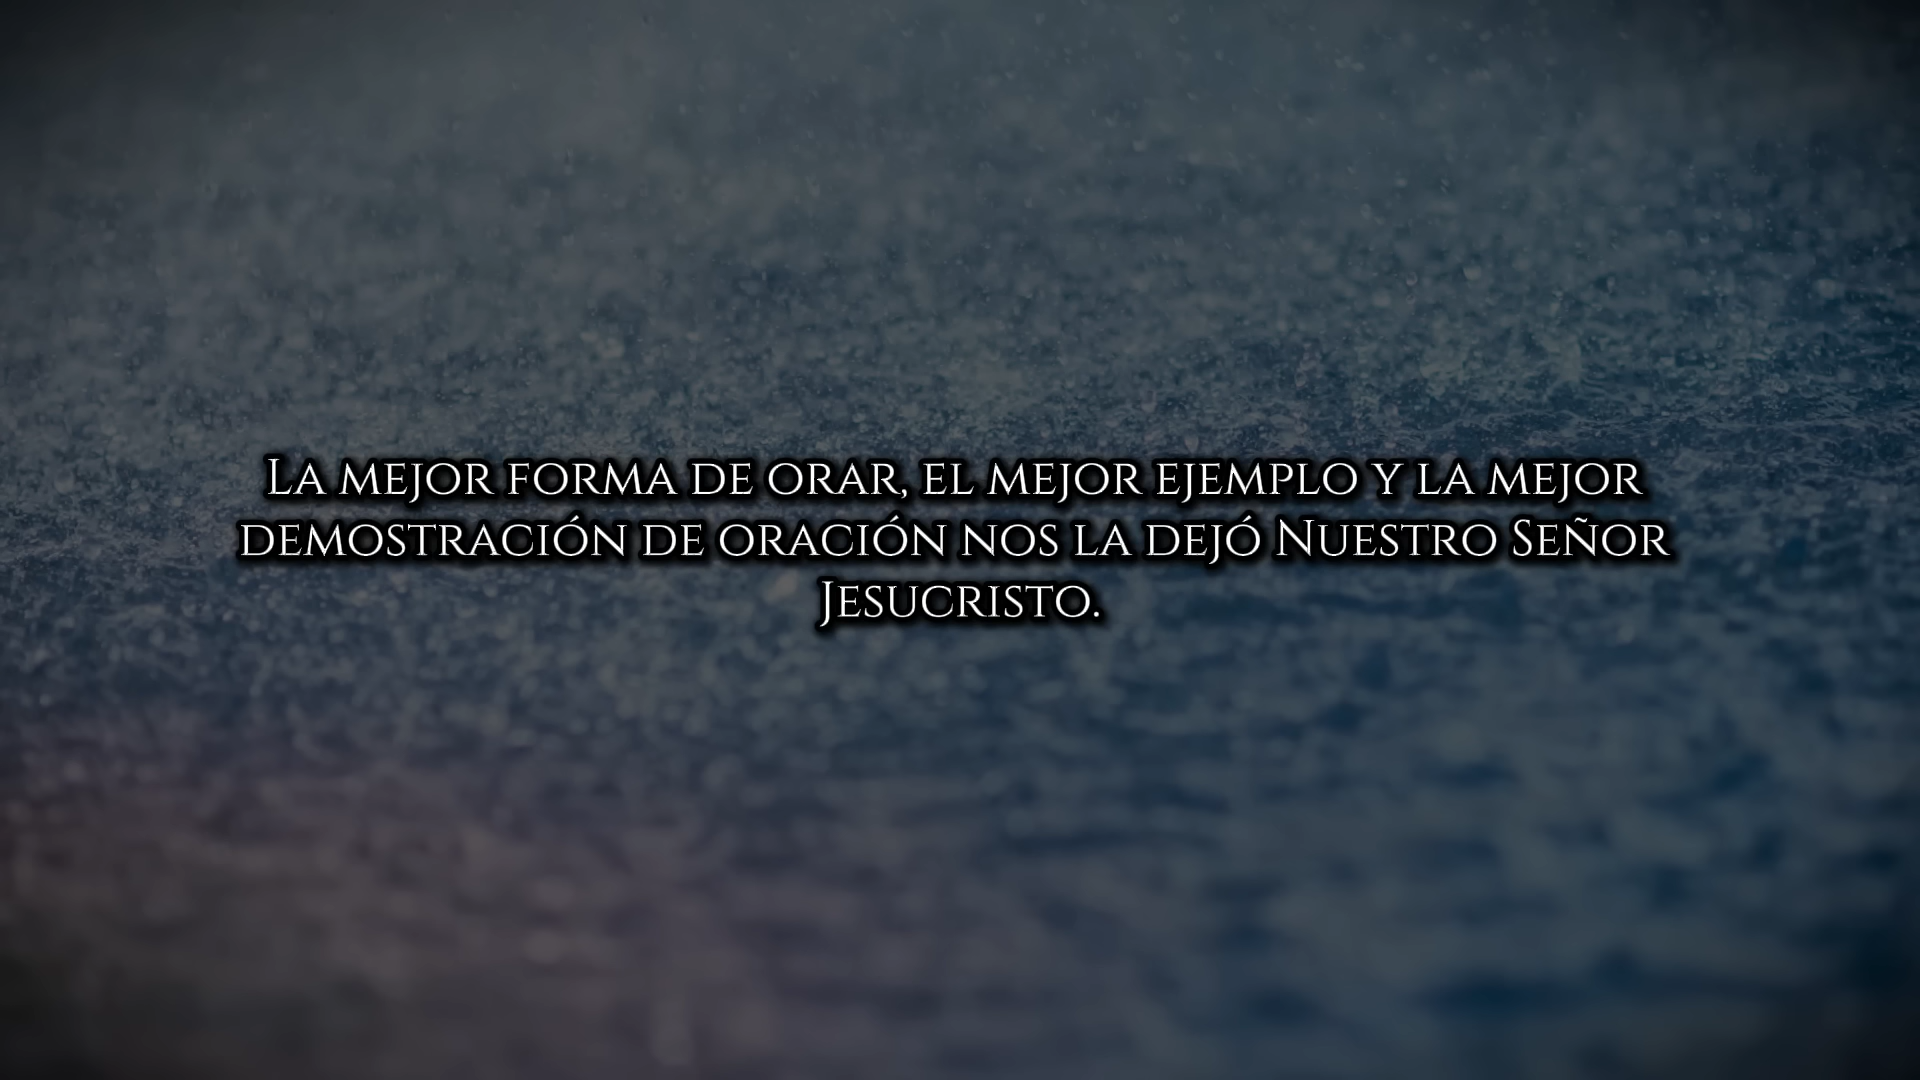 La mejor forma de orar, el mejor ejemplo y la mejor
demostración de oración nos la dejó Nuestro Señor
Jesucristo.